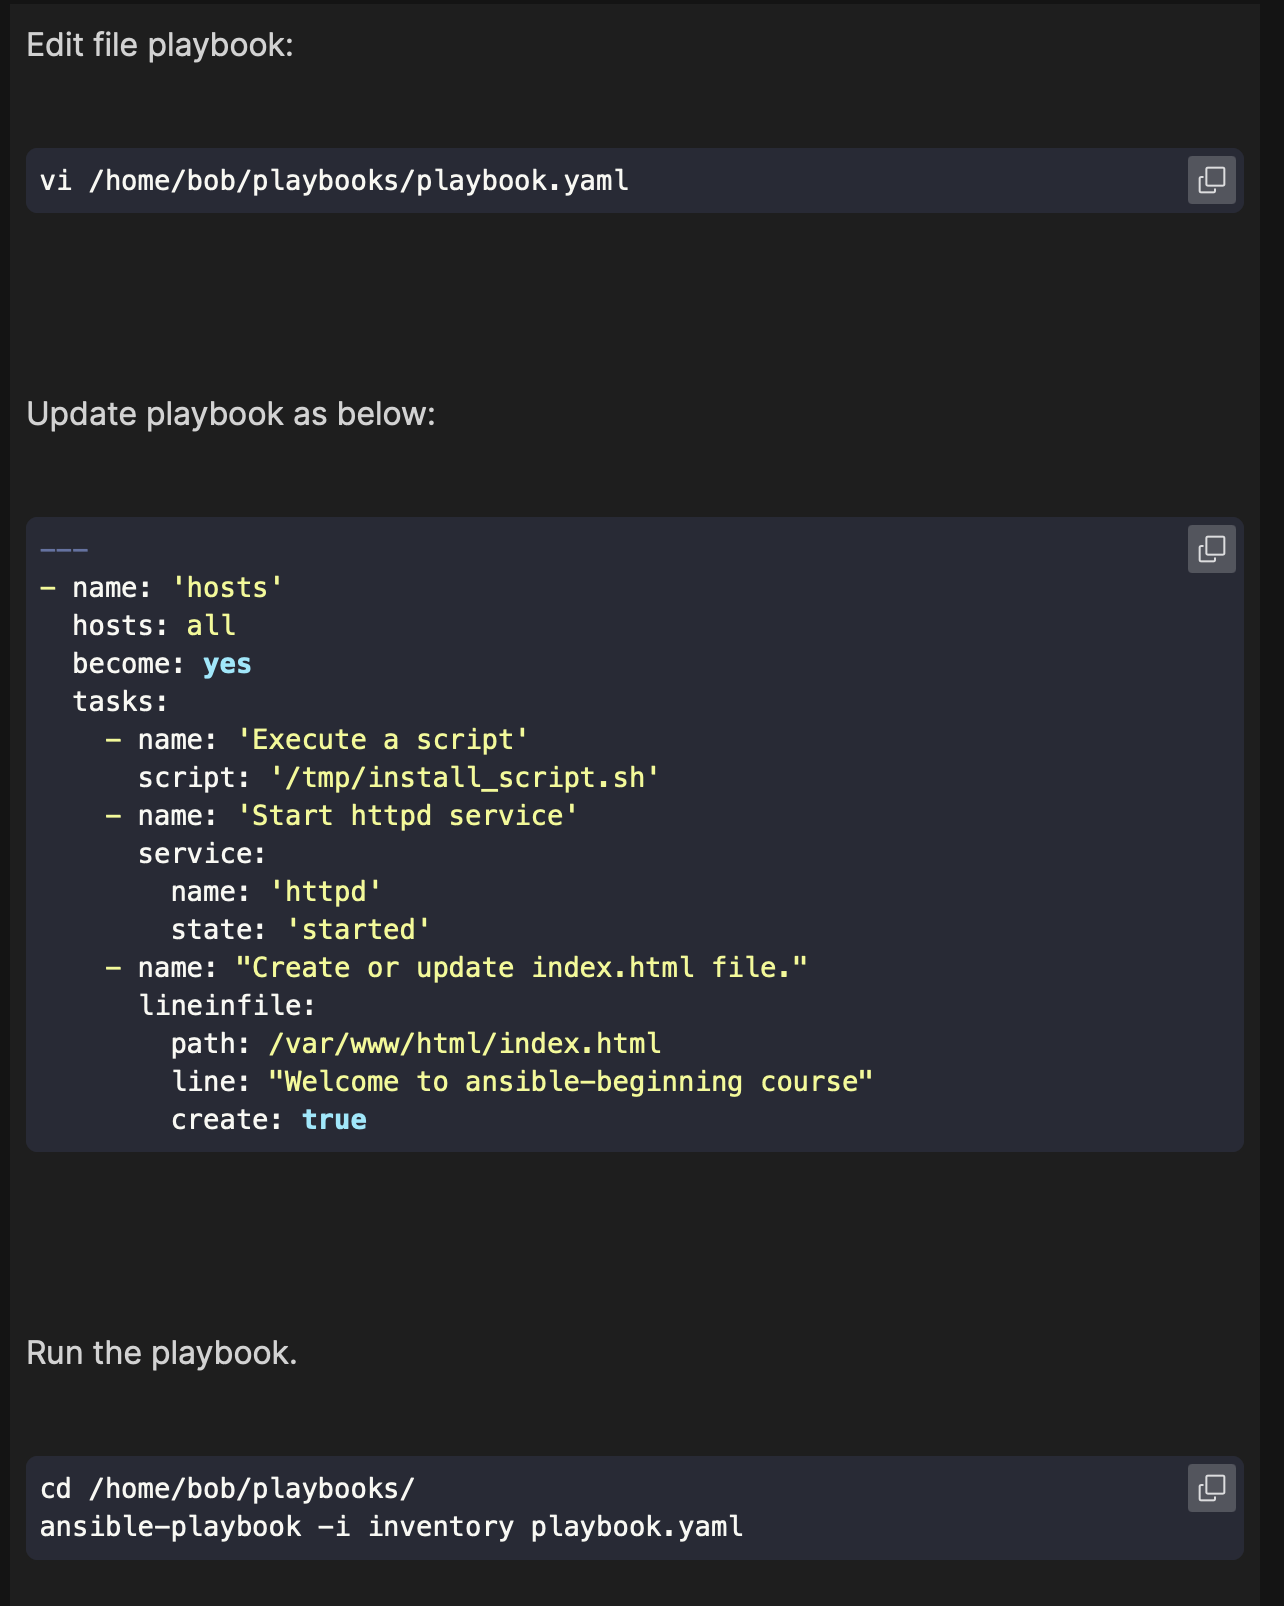 Edit file playbook:
vi /home/bob/playbooks/playbook.yaml
Update playbook as below:
---
- name: 'hosts'
  hosts: all
  become: yes
  tasks:
    - name: 'Execute a script'
      script: '/tmp/install_script.sh'
    - name: 'Start httpd service'
      service:
        name: 'httpd'
        state: 'started'
    - name: "Create or update index.html file."
      lineinfile:
        path: /var/www/html/index.html
        line: "Welcome to ansible-beginning course"
        create: true
Run the playbook.
cd /home/bob/playbooks/
ansible-playbook -i inventory playbook.yaml